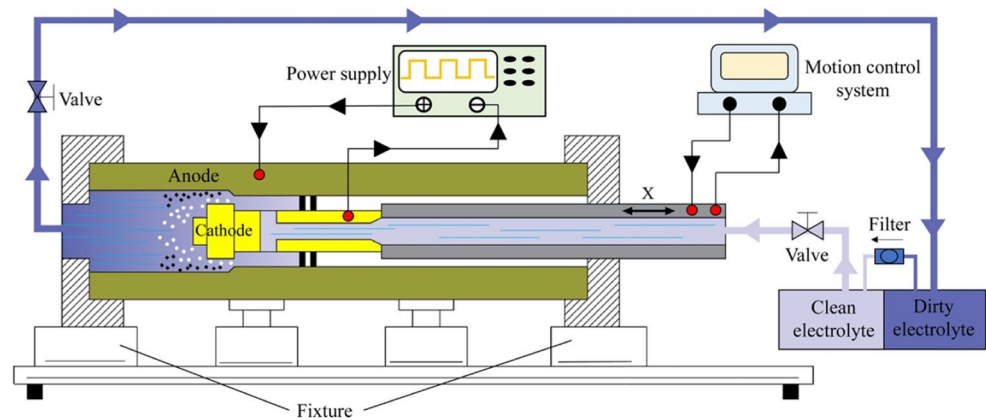 Power supply
Motion control
system
Valve
Anode
X
Cathode
Filter
Valve
Clean
electrolyte
Dirty
electrolyte
Fixture